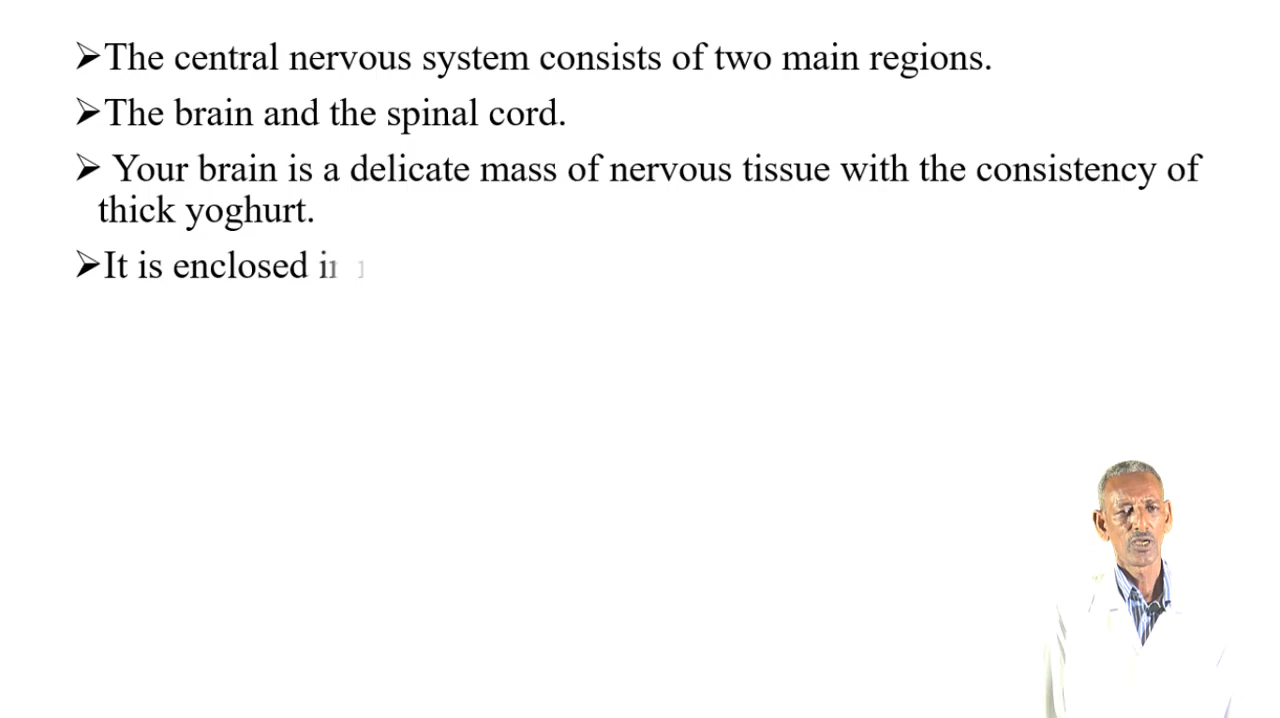 ➢The central nervous system consists of two main regions.
➢The brain and the spinal cord.
➢ Your brain is a delicate mass of nervous tissue with the consistency of
thick yoghurt.
➢It is enclosed